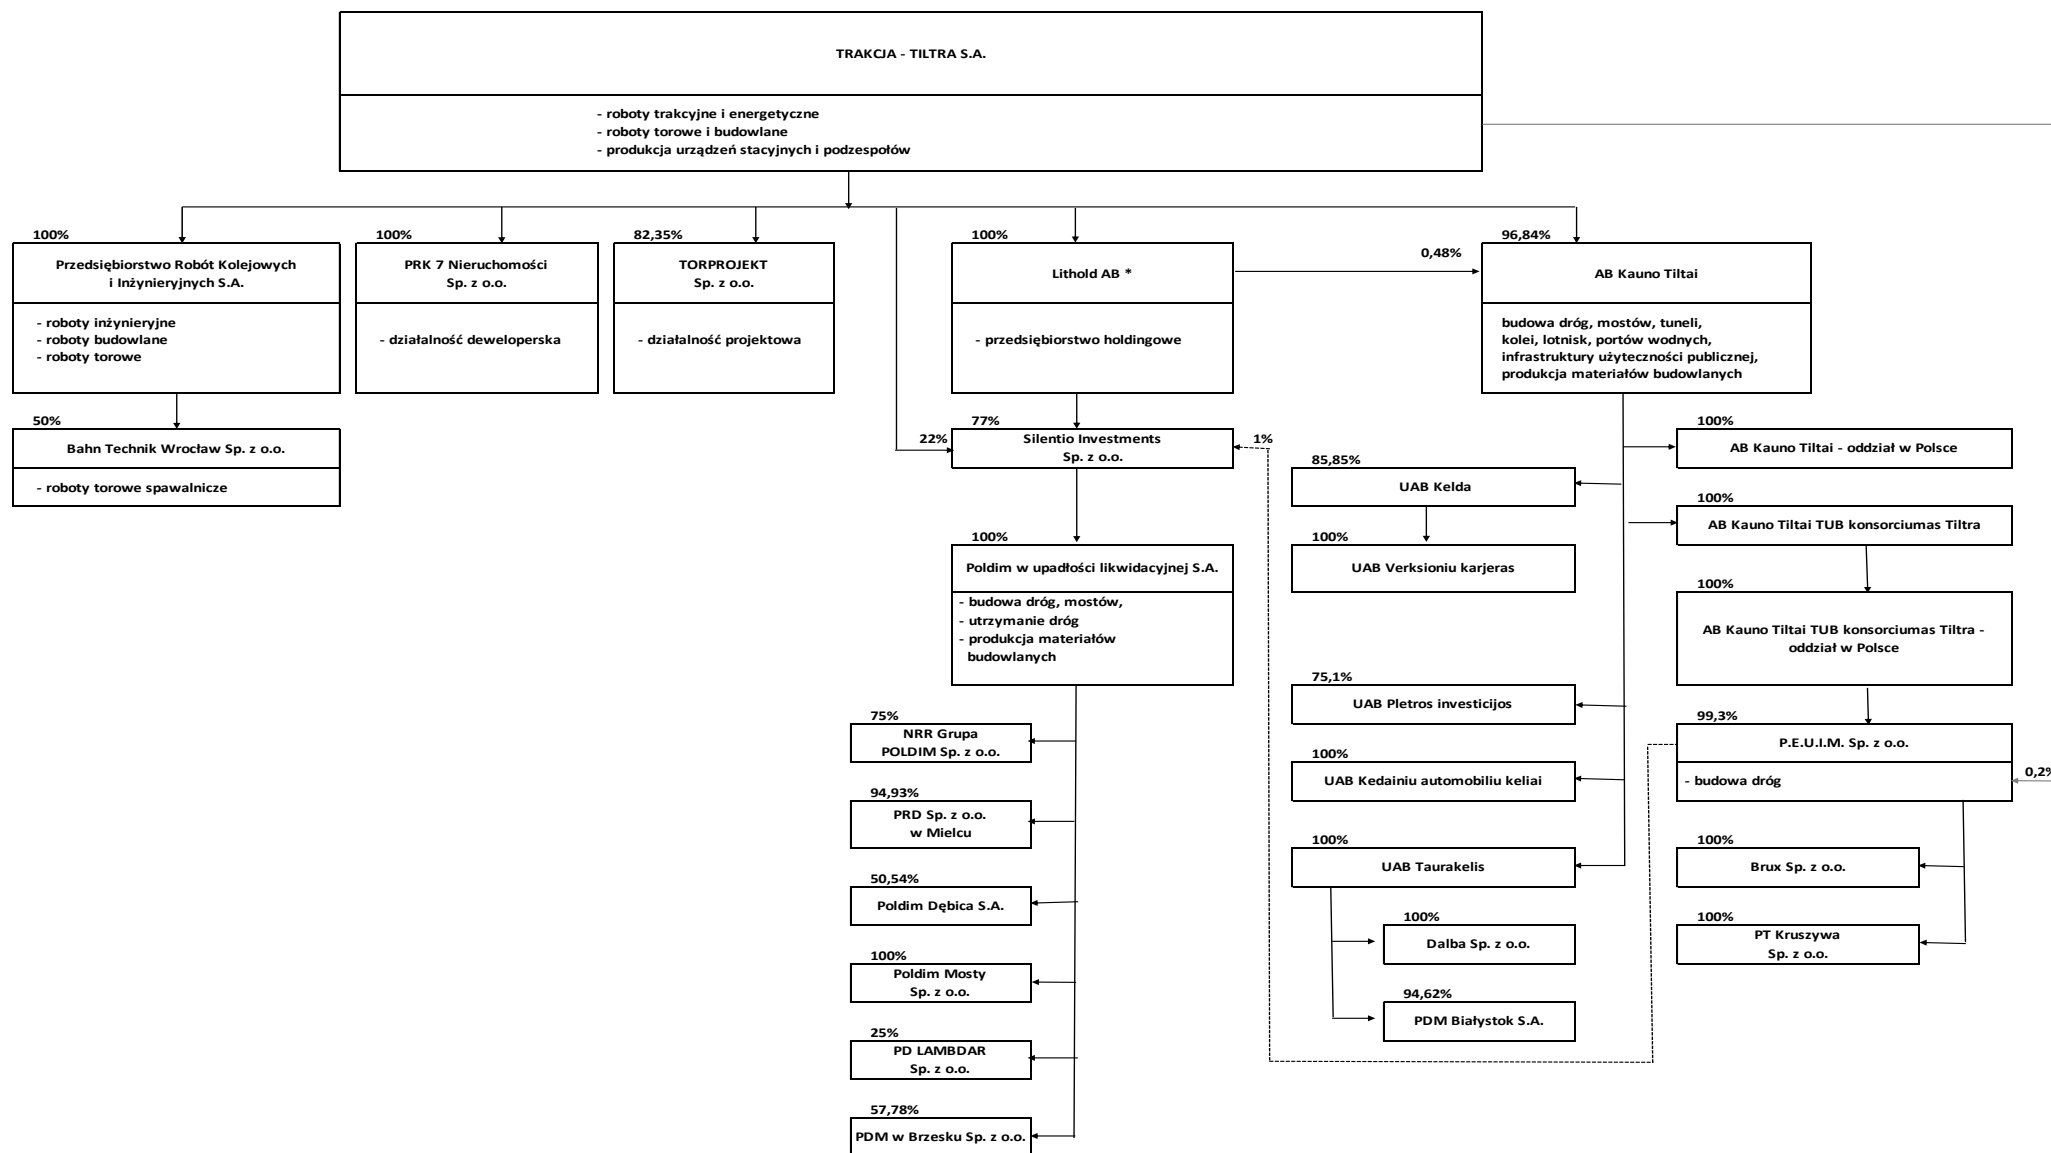 TRAKCJA - TILTRA S.A.
- roboty trakcyjne i energetyczne
- roboty torowe i budowlane
- produkcja urządzeń stacyjnych i podzespołów
100%
Przedsiębiorstwo Robót Kolejowych
i Inżynieryjnych S.A.
- roboty inżynieryjne
- roboty budowlane
- roboty torowe
50%
Bahn Technik Wrocław Sp. z o.o.
- roboty torowe spawalnicze
100%
PRK 7 Nieruchomości
Sp. z o.o.
- działalność deweloperska
82,35%
TORPROJEKT
Sp. z o.o.
- działalność projektowa
100%
Lithold AB *
- przedsiębiorstwo holdingowe
0,48%
96,84%
AB Kauno Tiltai
budowa dróg, mostów, tuneli,
kolei, lotnisk, portów wodnych,
infrastruktury użyteczności publicznej,
produkcja materiałów budowlanych
22%
77%
Silentio Investments
Sp. z o.o.
1%
100%
Poldim w upadłości likwidacyjnej S.A.
- budowa dróg, mostów,
- utrzymanie dróg
- produkcja materiałów
budowlanych
75%
NRR Grupa
POLDIM Sp. z o.o.
94,93%
PRD Sp. z o.o.
w Mielcu
50,54%
Poldim Dębica S.A.
100%
Poldim Mosty
Sp. z o.o.
25%
PD LAMBDAR
Sp. z o.o.
57,78%
PDM w Brzesku Sp. z o.o.
85,85%
UAB Kelda
100%
UAB Verksioniu karjeras
75,1%
UAB Pletros investicijos
100%
UAB Kedainiu automobiliu keliai
100%
UAB Taurakelis
100%
Dalba Sp. z o.o.
94,62%
PDM Białystok S.A.
100%
AB Kauno Tiltai - oddział w Polsce
100%
AB Kauno Tiltai TUB konsorciumas Tiltra
100%
AB Kauno Tiltai TUB konsorciumas Tiltra -
oddział w Polsce
99,3%
P.E.U.I.M. Sp. z o.o.
- budowa dróg
0,2%
100%
Brux Sp. z o.o.
100%
PT Kruszywa
Sp. z o.o.